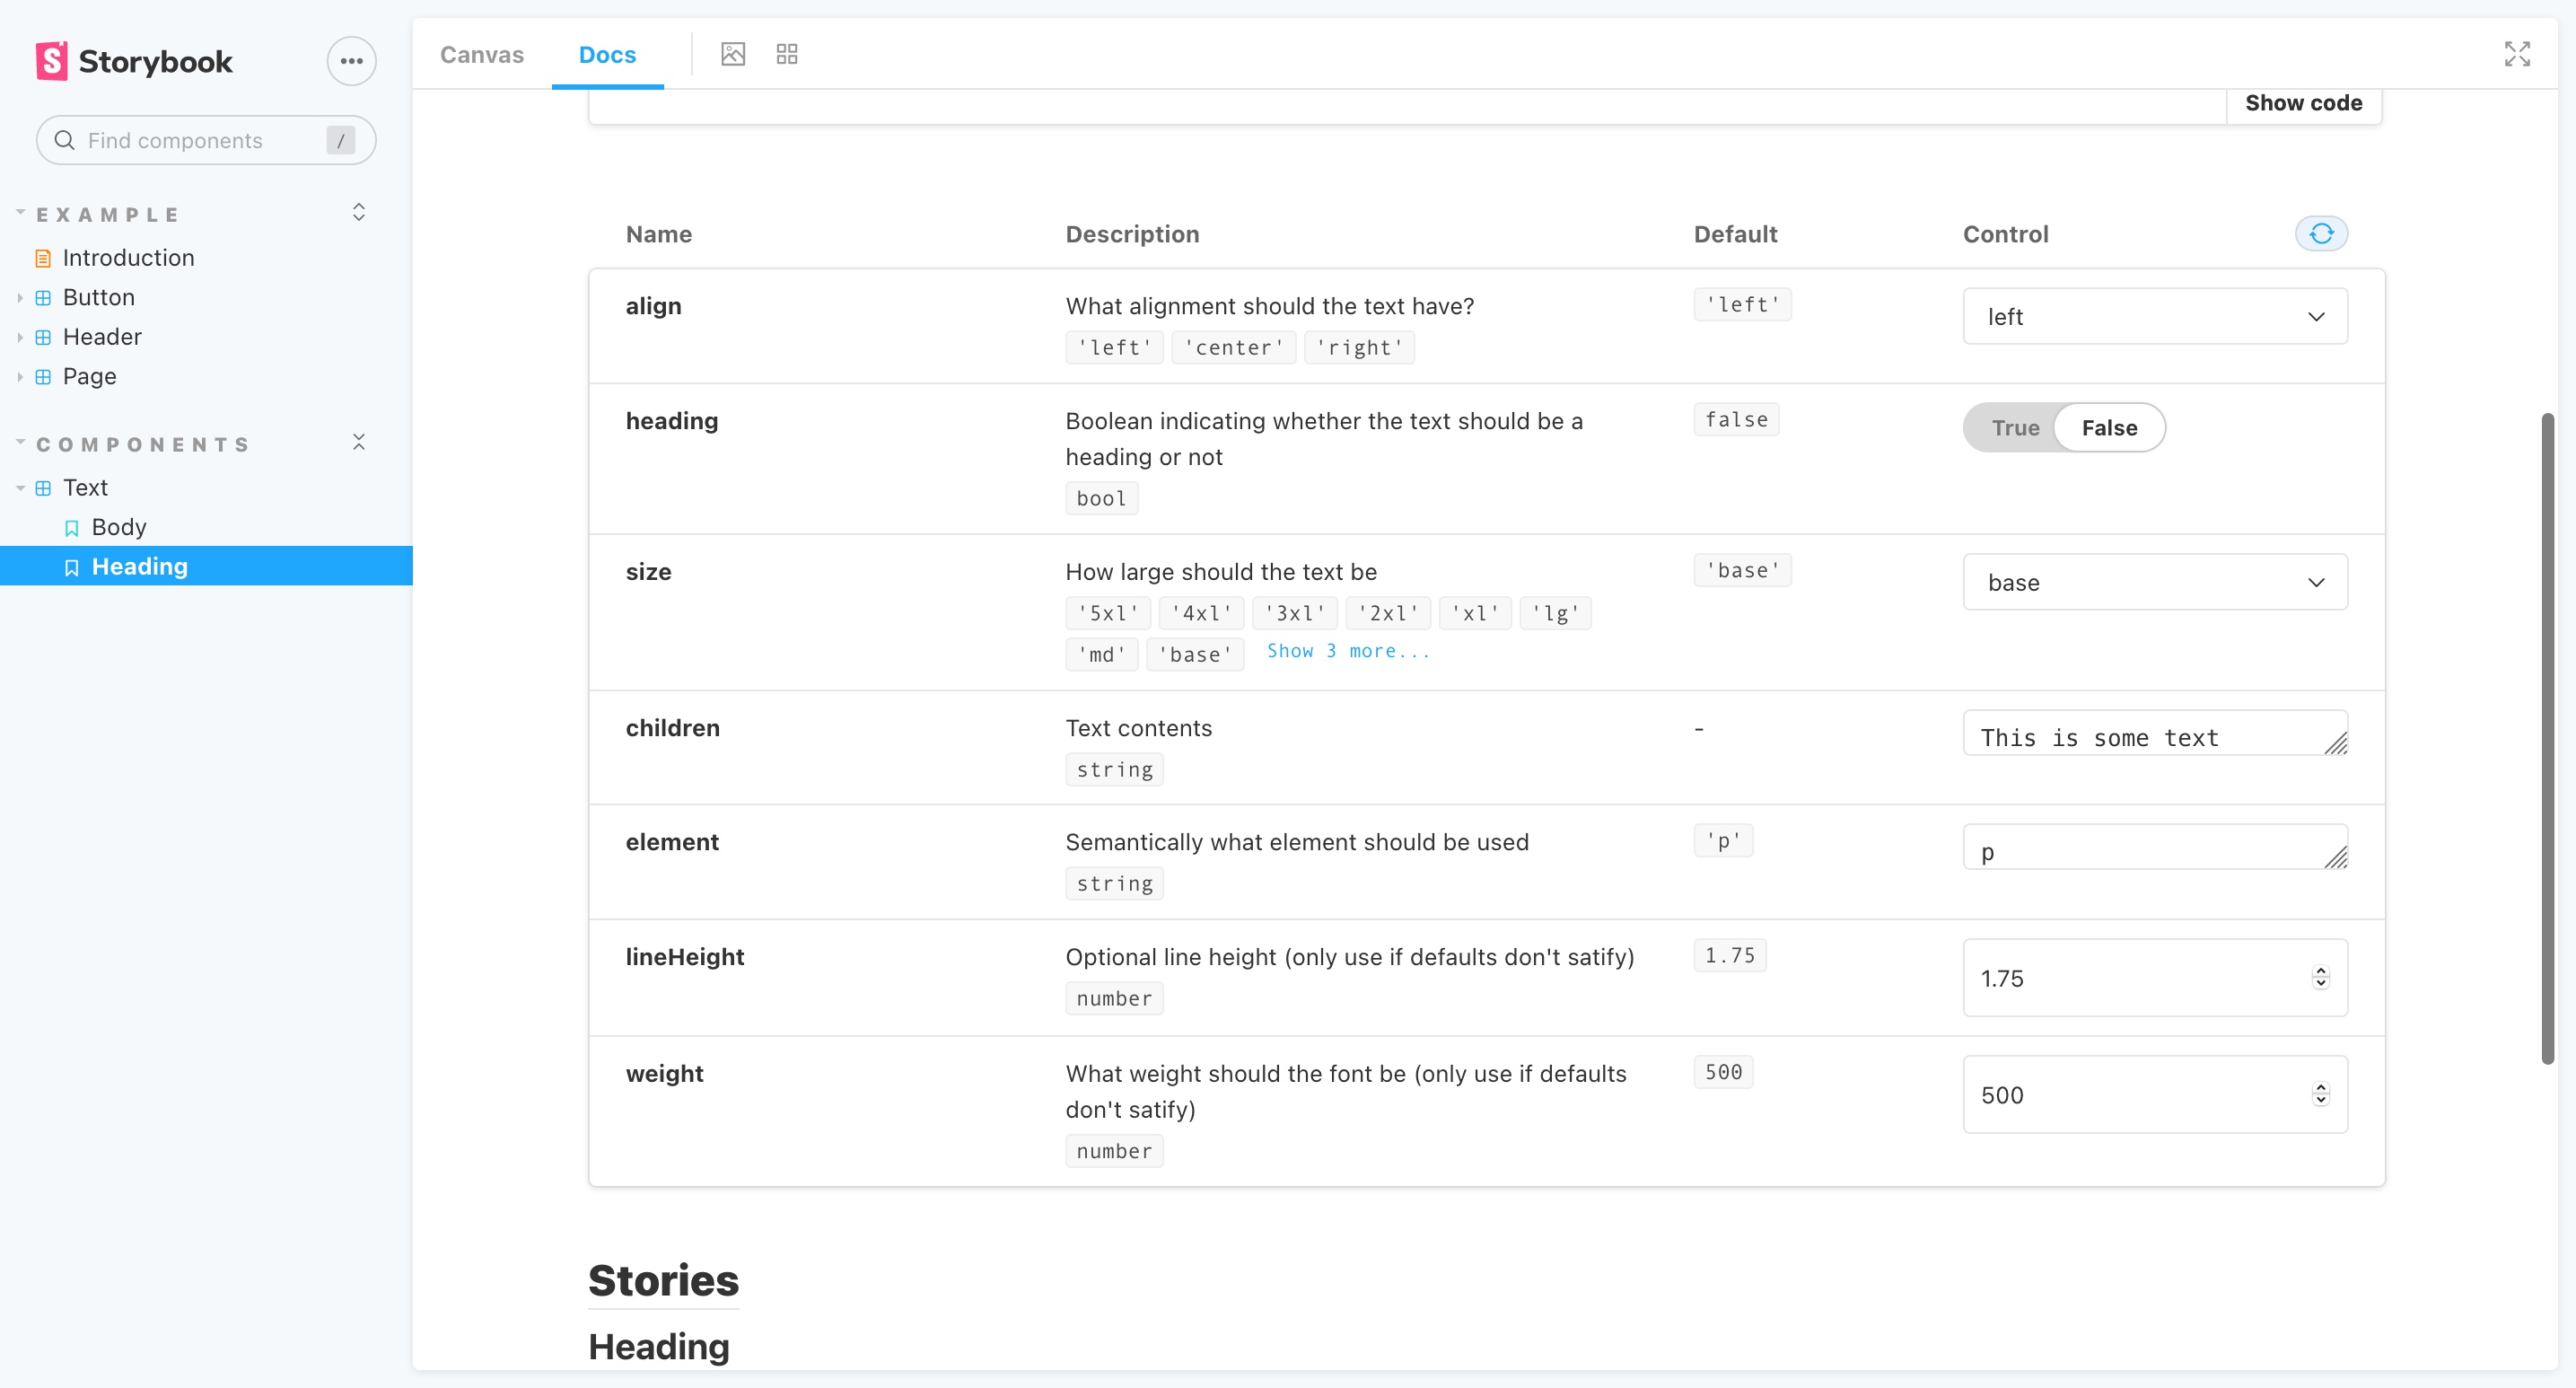 Storybook
Find components
/
EXAMPLE
Introduction
Button
Header
Page
COMPONENTS
Text
Body
Heading
Canvas
Docs
Show code
Name Description Default Control
align What alignment should the text have? 'left' left
'left' 'center' 'right'
heading Boolean indicating whether the text should be a false True False
heading or not
bool
size How large should the text be 'base' base
'5xl' '4xl' '3xl' '2xl' 'xl' 'lg'
'md' 'base' Show 3 more...
children Text contents - This is some text
string
element Semantically what element should be used 'p' p
string
lineHeight Optional line height (only use if defaults don't satify) 1.75 1.75
number
weight What weight should the font be (only use if defaults 500 500
don't satify)
number
Stories
Heading